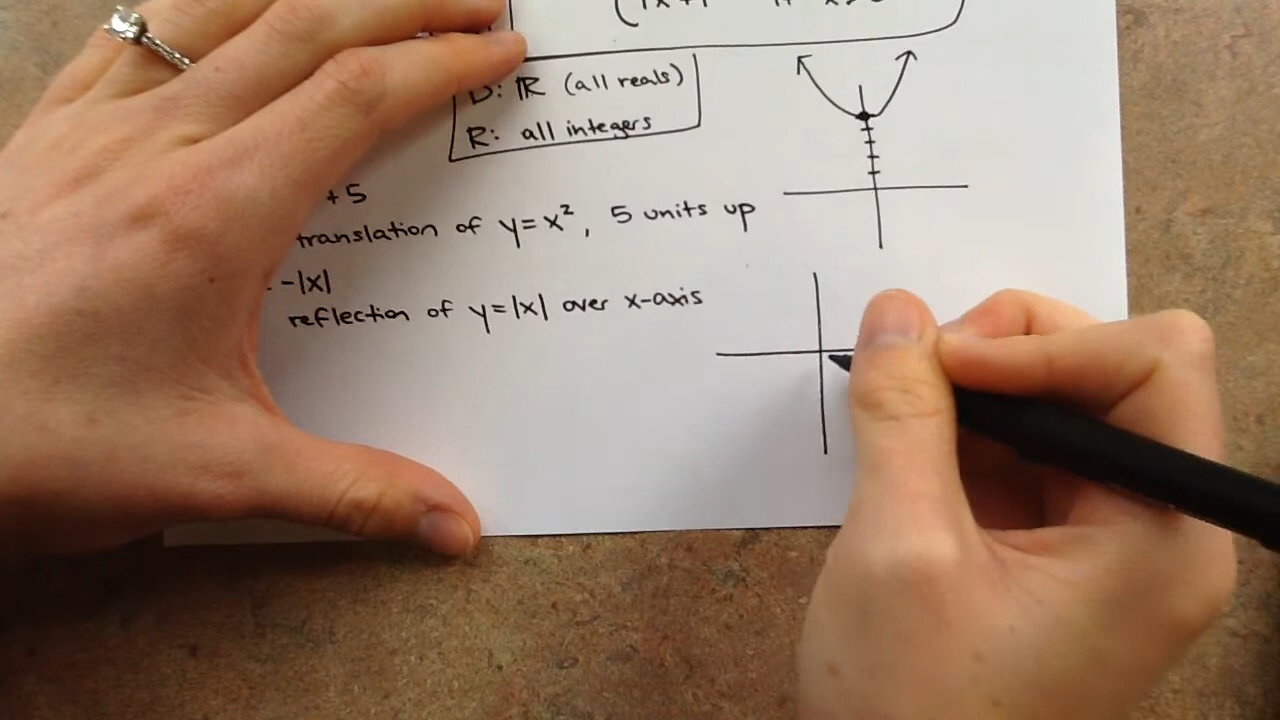 D: ℝ (all reals)
R: all integers
+5
translation of y=x², 5 units up
-|x|
reflection of y=|x| over x-axis